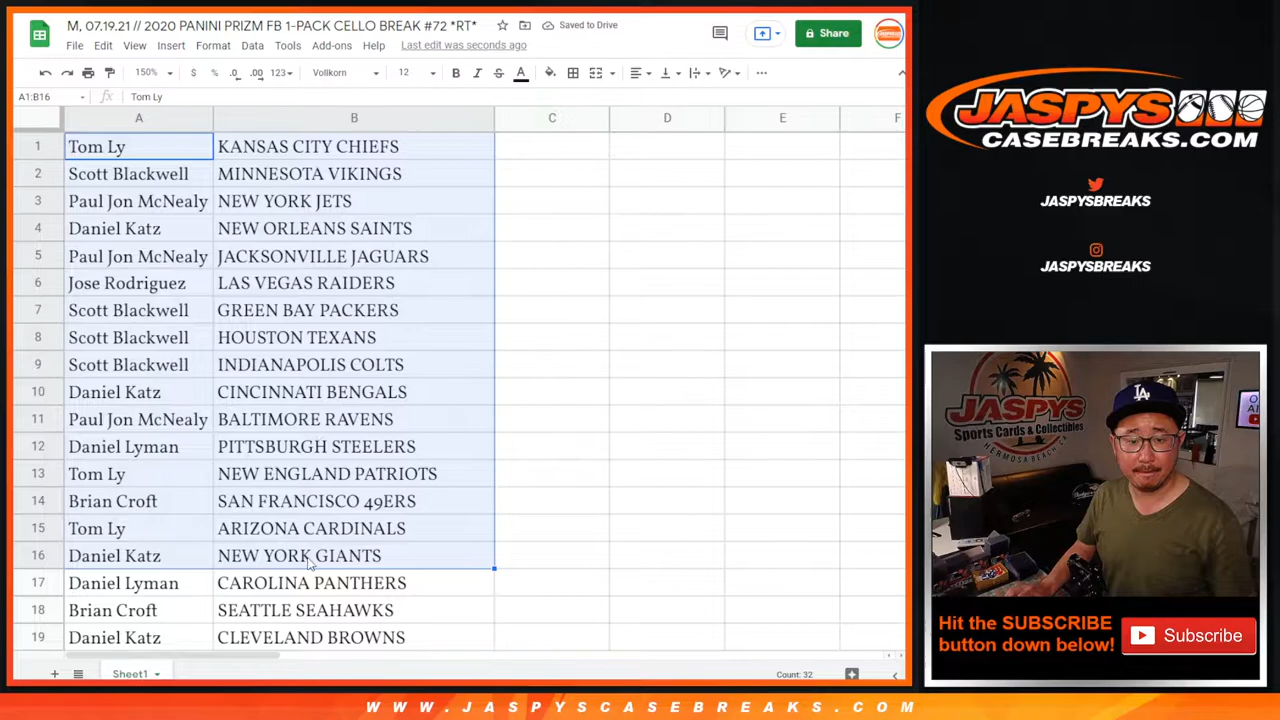 M, 07.19.21 // 2020 PANINI PRIZM FB 1-PACK CELLO BREAK #72 *RT*
Saved to Drive
File Edit View Insert Format Data Tools Add-ons Help Last edit was seconds ago
Share
150% $ % .0 .00 123 Vollkorn 12 B I S A
A1:B16 fx Tom Ly
A B C D E F
1 Tom Ly KANSAS CITY CHIEFS
2 Scott Blackwell MINNESOTA VIKINGS
3 Paul Jon McNealy NEW YORK JETS
4 Daniel Katz NEW ORLEANS SAINTS
5 Paul Jon McNealy JACKSONVILLE JAGUARS
6 Jose Rodriguez LAS VEGAS RAIDERS
7 Scott Blackwell GREEN BAY PACKERS
8 Scott Blackwell HOUSTON TEXANS
9 Scott Blackwell INDIANAPOLIS COLTS
10 Daniel Katz CINCINNATI BENGALS
11 Paul Jon McNealy BALTIMORE RAVENS
12 Daniel Lyman PITTSBURGH STEELERS
13 Tom Ly NEW ENGLAND PATRIOTS
14 Brian Croft SAN FRANCISCO 49ERS
15 Tom Ly ARIZONA CARDINALS
16 Daniel Katz NEW YORK GIANTS
17 Daniel Lyman CAROLINA PANTHERS
18 Brian Croft SEATTLE SEAHAWKS
19 Daniel Katz CLEVELAND BROWNS
Sheet1
Count: 32
JASPYS
CASEBREAKS.COM
JASPYSBREAKS
JASPYSBREAKS
JASPYS
Sports Cards & Collectibles
HERMOSA BEACH CA
LA
Hit the SUBSCRIBE
button down below!
Subscribe
WWW.JASPYSCASEBREAKS.COM